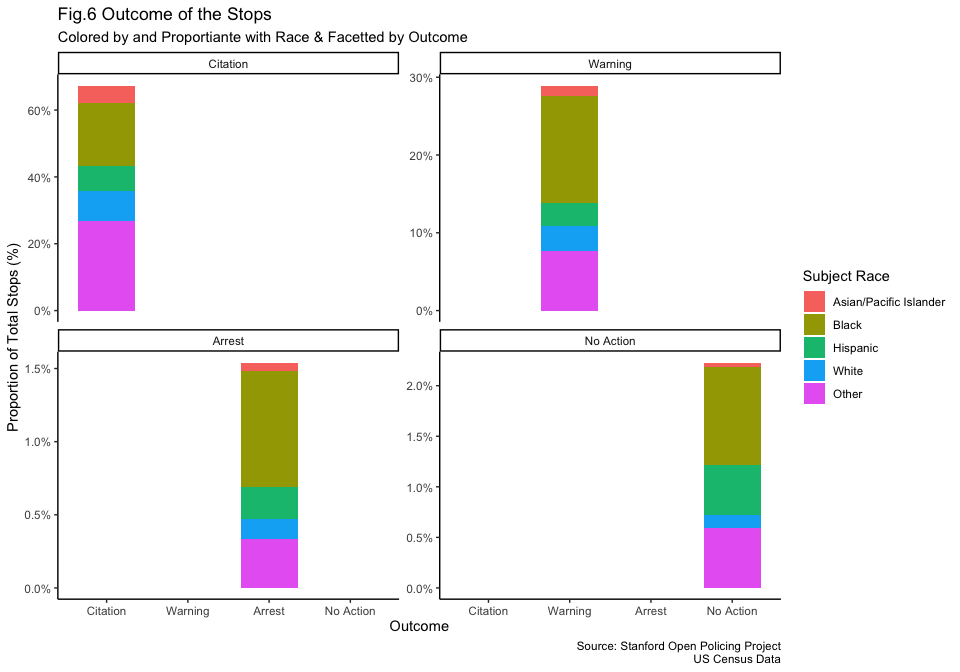 Fig.6 Outcome of the Stops
Colored by and Proportiante with Race & Facetted by Outcome
Citation
Warning
60%
40%
20%
0%
30%
20%
10%
0%
Arrest
No Action
1.5%
1.0%
0.5%
0.0%
2.0%
1.5%
1.0%
0.5%
0.0%
Proportion of Total Stops (%)
Citation Warning Arrest No Action
Citation Warning Arrest No Action
Outcome
Subject Race
Asian/Pacific Islander
Black
Hispanic
White
Other
Source: Stanford Open Policing Project
US Census Data